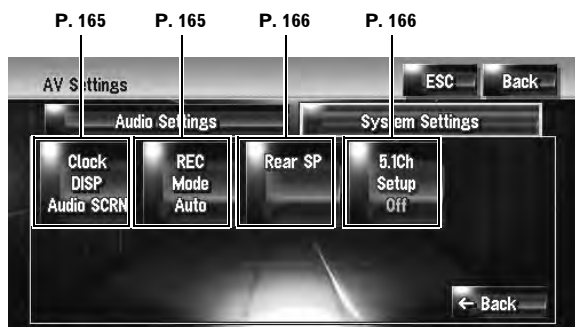 P. 165 P. 165 P. 166 P. 166
AV Settings ESC Back
Audio Settings System Settings
Clock
DISP
Audio SCRN
REC
Mode
Auto
Rear SP
5.1Ch
Setup
Off
← Back